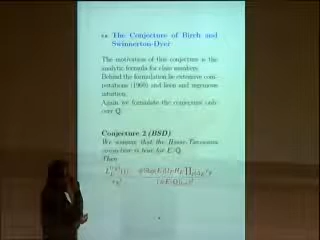 The Conjecture of Birch and
Swinnerton-Dyer
The motivation of this conjecture is the
analytic formula for class numbers.
Behind the formulation lie extensive com-
putations (1960) and keen and ingenious
intuition.
Again we formulate the conjecture only
over Q.
Conjecture 2 (BSD)
We assume that the Hasse-Tateisma
conjecture is true for E/Q.
Then